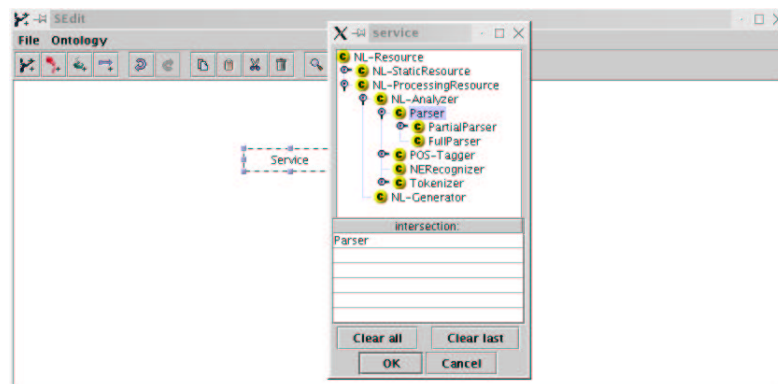 SEdit
File Ontology
Service
service
C NL-Resource
C NL-StaticResource
C NL-ProcessingResource
C NL-Analyzer
C Parser
C PartialParser
C FullParser
C POS-Tagger
C NERecognizer
C Tokenizer
C NL-Generator
intersection:
Parser
Clear all Clear last
OK Cancel